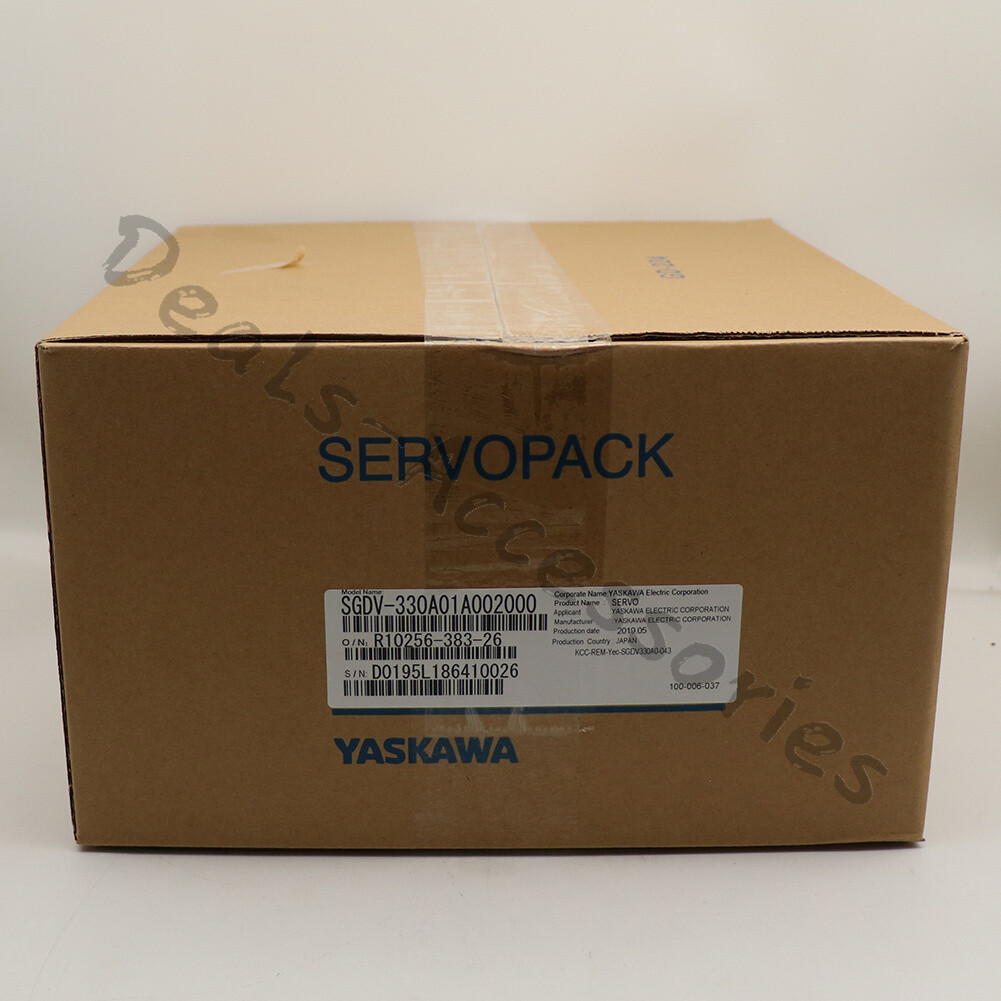 Deals-Accessories
SERVOPACK
Model Name
SGDV-330A01A002000
O/N: R10256-383-26
S/N: D0195L186410026
Corporate Name YASKAWA Electric Corporation
Product Name : SERVO
Applicant YASKAWA ELECTRIC CORPORATION
Manufacturer YASKAWA ELECTRIC CORPORATION
Production date 2019.05
Production Country : JAPAN
KCC-REM-Yec-SGDV330A0-043
100-006-037
YASKAWA